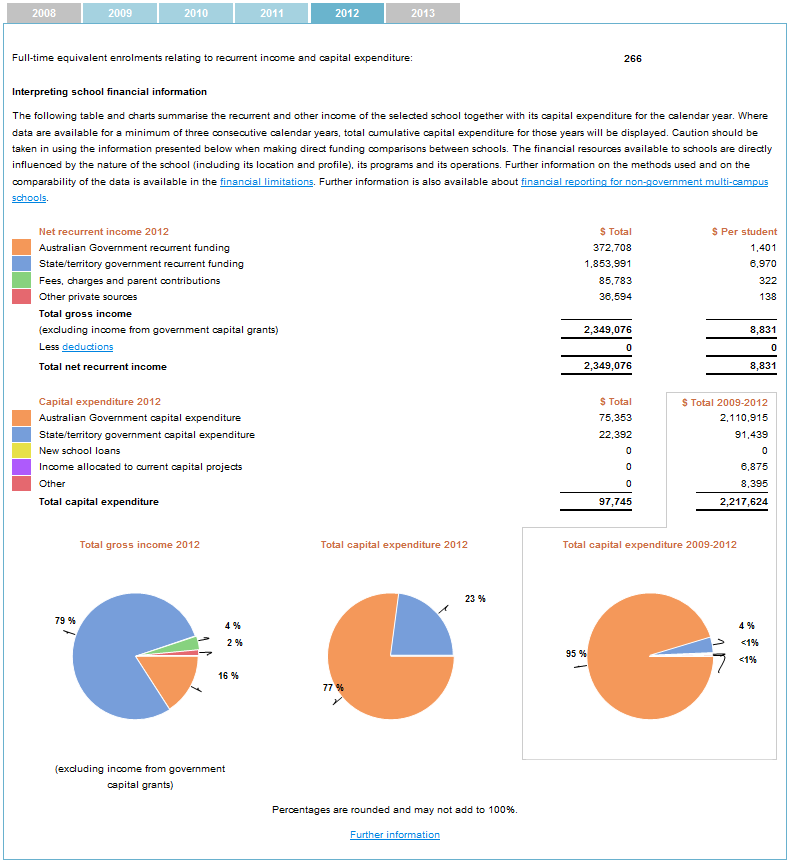 2008 2009 2010 2011 2012 2013
Full-time equivalent enrolments relating to recurrent income and capital expenditure: 266
Interpreting school financial information
The following table and charts summarise the recurrent and other income of the selected school together with its capital expenditure for the calendar year. Where
data are available for a minimum of three consecutive calendar years, total cumulative capital expenditure for those years will be displayed. Caution should be
taken in using the information presented below when making direct funding comparisons between schools. The financial resources available to schools are directly
influenced by the nature of the school (including its location and profile), its programs and its operations. Further information on the methods used and on the
comparability of the data is available in the financial limitations. Further information is also available about financial reporting for non-government multi-campus
schools.
Net recurrent income 2012 $ Total $ Per student
Australian Government recurrent funding 372,708 1,401
State/territory government recurrent funding 1,853,991 6,970
Fees, charges and parent contributions 85,783 322
Other private sources 36,594 138
Total gross income
(excluding income from government capital grants) 2,349,076 8,831
Less deductions 0 0
Total net recurrent income 2,349,076 8,831
Capital expenditure 2012 $ Total $ Total 2009-2012
Australian Government capital expenditure 75,353 2,110,915
State/territory government capital expenditure 22,392 91,439
New school loans 0 0
Income allocated to current capital projects 0 6,875
Other 0 8,395
Total capital expenditure 97,745 2,217,624
Total gross income 2012
79 %
4 %
2 %
16 %
(excluding income from government
capital grants)
Total capital expenditure 2012
23 %
77 %
Total capital expenditure 2009-2012
95 %
4 %
<1%
<1%
Percentages are rounded and may not add to 100%.
Further information